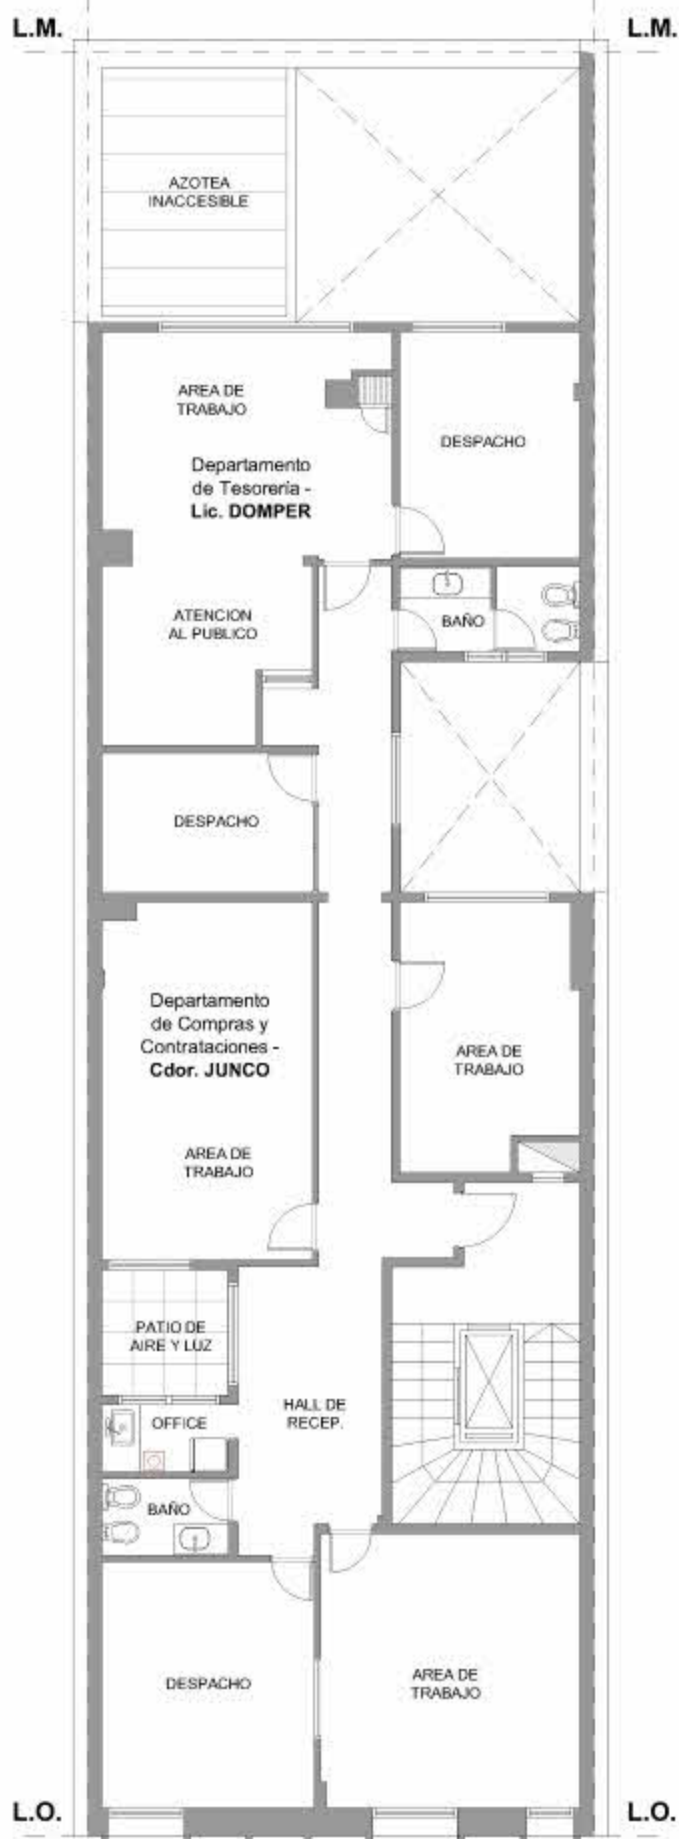 L.M.
L.M.
AZOTEA
INACCESIBLE
AREA DE
TRABAJO
DESPACHO
Departamento
de Tesorería -
Lic. DOMPER
ATENCION
AL PUBLICO
BAÑO
DESPACHO
Departamento
de Compras y
Contrataciones -
Cdor. JUNCO
AREA DE
TRABAJO
AREA DE
TRABAJO
PATIO DE
AIRE Y LUZ
HALL DE
RECEP.
OFFICE
BAÑO
DESPACHO
AREA DE
TRABAJO
L.O.
L.O.